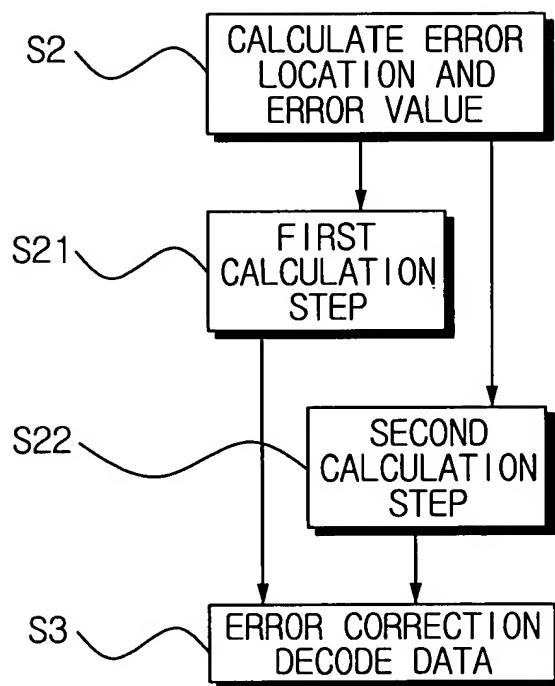 S2
CALCULATE ERROR
LOCATION AND
ERROR VALUE
S21
FIRST
CALCULATION
STEP
S22
SECOND
CALCULATION
STEP
S3
ERROR CORRECTION
DECODE DATA